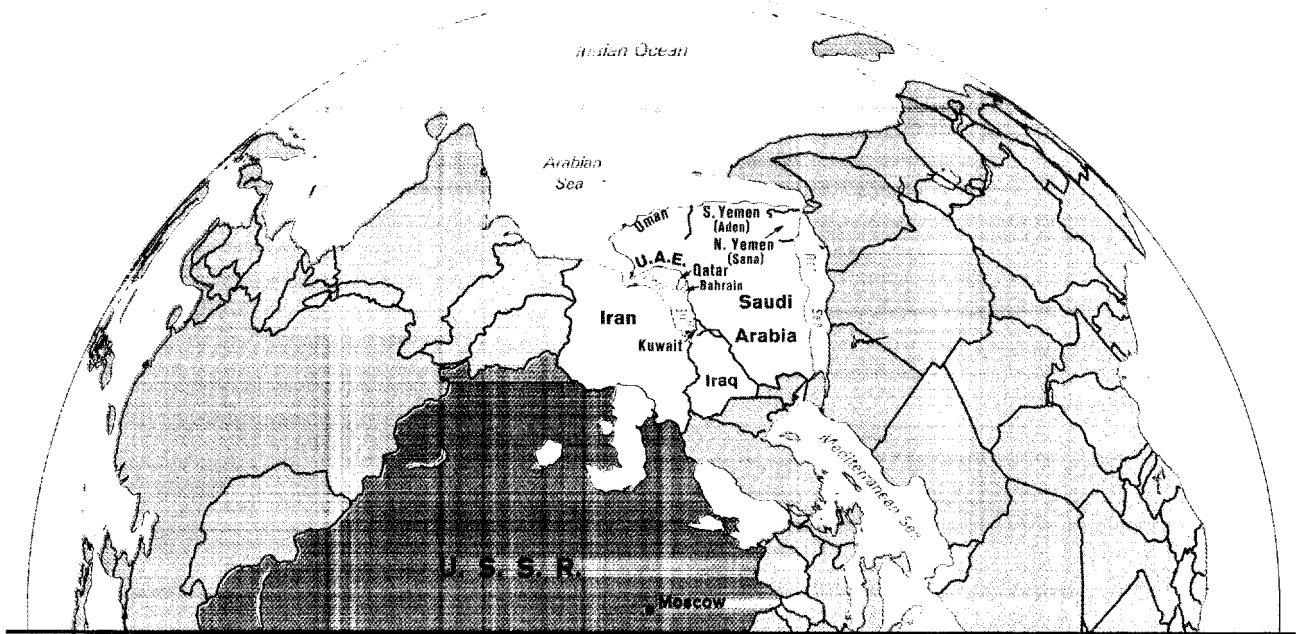 Indian Ocean
Arabian
Sea
Oman
S. Yemen
(Aden)
N. Yemen
(Sana)
U.A.E.
Qatar
Bahrain
Saudi
Arabia
Iran
Kuwait
Iraq
Mediterranean Sea
U. S. S. R.
Moscow